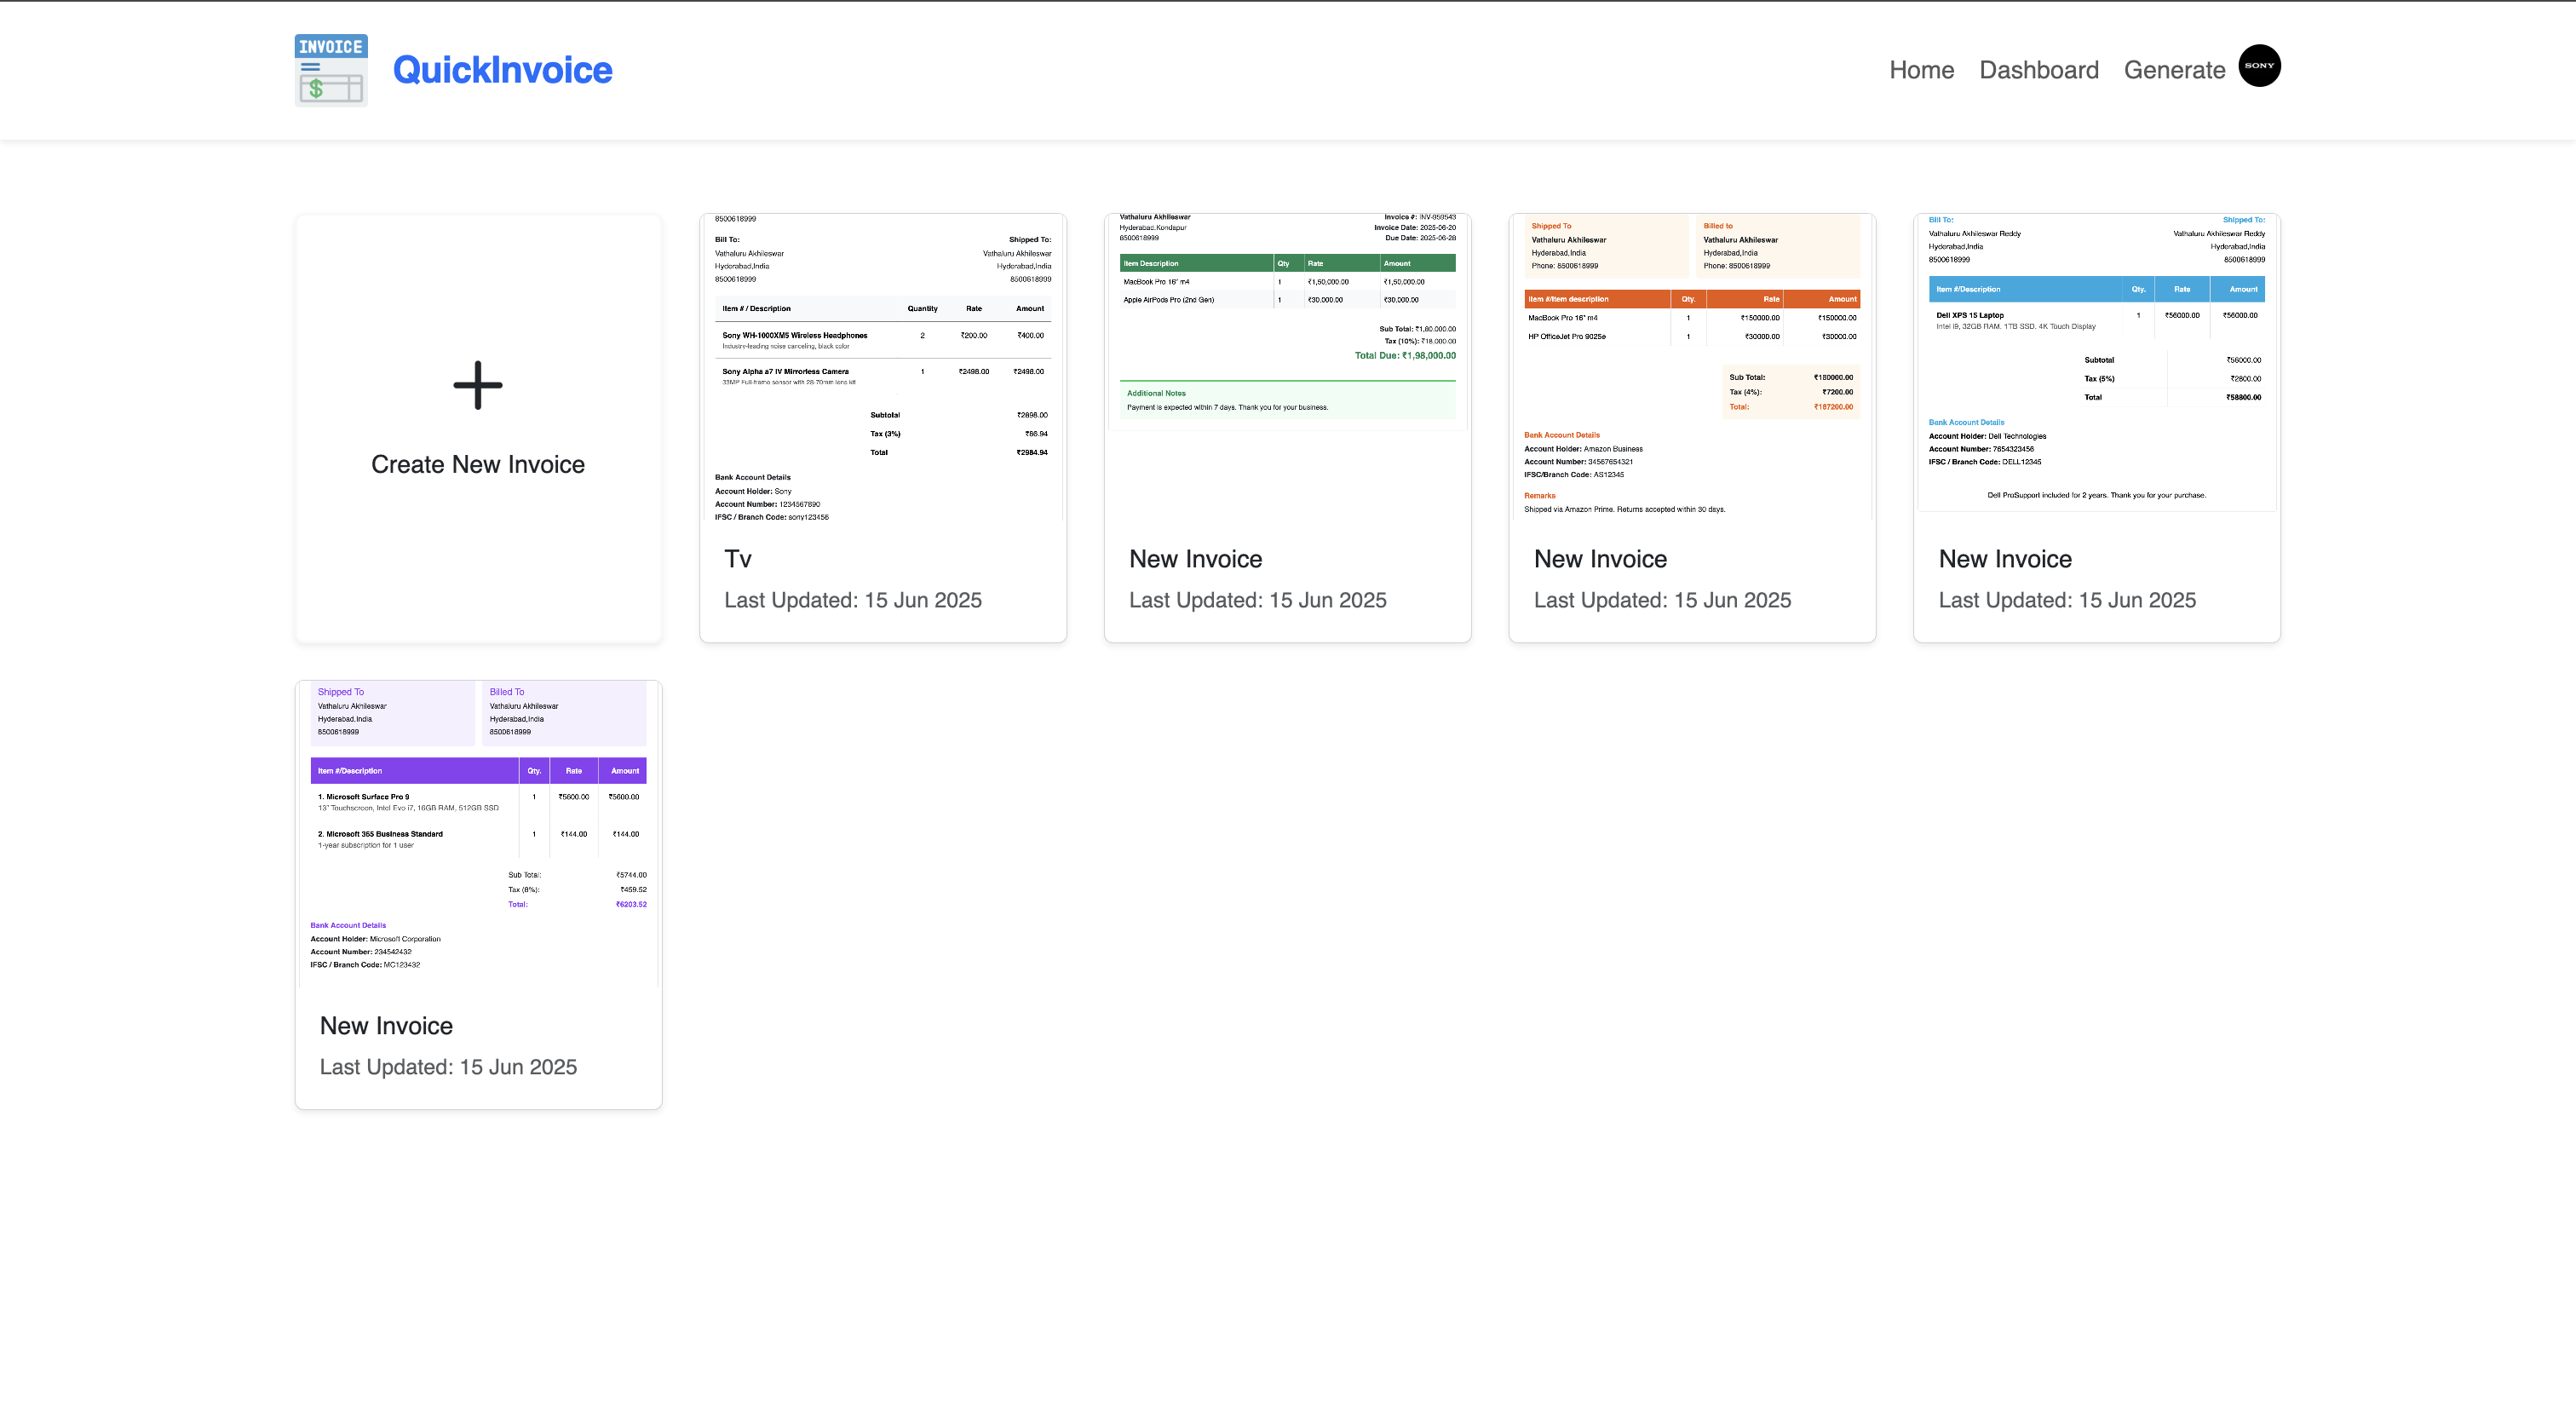 INVOICE
$
QuickInvoice
Home Dashboard Generate
SONY
Create New Invoice
8500618999
Bill To: Shipped To:
Vathaluru Akhileswar Vathaluru Akhileswar
Hyderabad,India Hyderabad,India
8500618999 8500618999
Item # / Description Quantity Rate Amount
Sony WH-1000XM5 Wireless Headphones 2 ₹200.00 ₹400.00
Industry-leading noise canceling, black color
Sony Alpha a7 IV Mirrorless Camera 1 ₹2498.00 ₹2498.00
33MP Full-frame sensor with 28-70mm lens kit
Subtotal ₹2898.00
Tax (3%) ₹86.94
Total ₹2984.94
Bank Account Details
Account Holder: Sony
Account Number: 1234567890
IFSC / Branch Code: sony123456
Tv
Last Updated: 15 Jun 2025
Vathaluru Akhileswar Invoice #: INV-959543
Hyderabad,Kondapur Invoice Date: 2025-06-20
8500618999 Due Date: 2025-06-28
Item Description Qty Rate Amount
MacBook Pro 16" m4 1 ₹1,50,000.00 ₹1,50,000.00
Apple AirPods Pro (2nd Gen) 1 ₹30,000.00 ₹30,000.00
Sub Total: ₹1,80,000.00
Tax (10%): ₹18,000.00
Total Due: ₹1,98,000.00
Additional Notes
Payment is expected within 7 days. Thank you for your business.
New Invoice
Last Updated: 15 Jun 2025
Shipped To Billed to
Vathaluru Akhileswar Vathaluru Akhileswar
Hyderabad,India Hyderabad,India
Phone: 8500618999 Phone: 8500618999
Item #/Item description Qty. Rate Amount
MacBook Pro 16" m4 1 ₹150000.00 ₹150000.00
HP OfficeJet Pro 9025e 1 ₹30000.00 ₹30000.00
Sub Total: ₹180000.00
Tax (4%): ₹7200.00
Total: ₹187200.00
Bank Account Details
Account Holder: Amazon Business
Account Number: 34567654321
IFSC/Branch Code: AS12345
Remarks
Shipped via Amazon Prime. Returns accepted within 30 days.
New Invoice
Last Updated: 15 Jun 2025
Bill To: Shipped To:
Vathaluru Akhileswar Reddy Vathaluru Akhileswar Reddy
Hyderabad,India Hyderabad,India
8500618999 8500618999
Item #/Description Qty. Rate Amount
Dell XPS 15 Laptop 1 ₹56000.00 ₹56000.00
Intel i9, 32GB RAM, 1TB SSD, 4K Touch Display
Subtotal ₹56000.00
Tax (5%) ₹2800.00
Total ₹58800.00
Bank Account Details
Account Holder: Dell Technologies
Account Number: 7654323456
IFSC / Branch Code: DELL12345
Dell ProSupport included for 2 years. Thank you for your purchase.
New Invoice
Last Updated: 15 Jun 2025
Shipped To Billed To
Vathaluru Akhileswar Vathaluru Akhileswar
Hyderabad,India Hyderabad,India
8500618999 8500618999
Item #/Description Qty. Rate Amount
1. Microsoft Surface Pro 9 1 ₹5600.00 ₹5600.00
13" Touchscreen, Intel Evo i7, 16GB RAM, 512GB SSD
2. Microsoft 365 Business Standard 1 ₹144.00 ₹144.00
1-year subscription for 1 user
Sub Total: ₹5744.00
Tax (8%): ₹459.52
Total: ₹6203.52
Bank Account Details
Account Holder: Microsoft Corporation
Account Number: 234542432
IFSC / Branch Code: MC123432
New Invoice
Last Updated: 15 Jun 2025